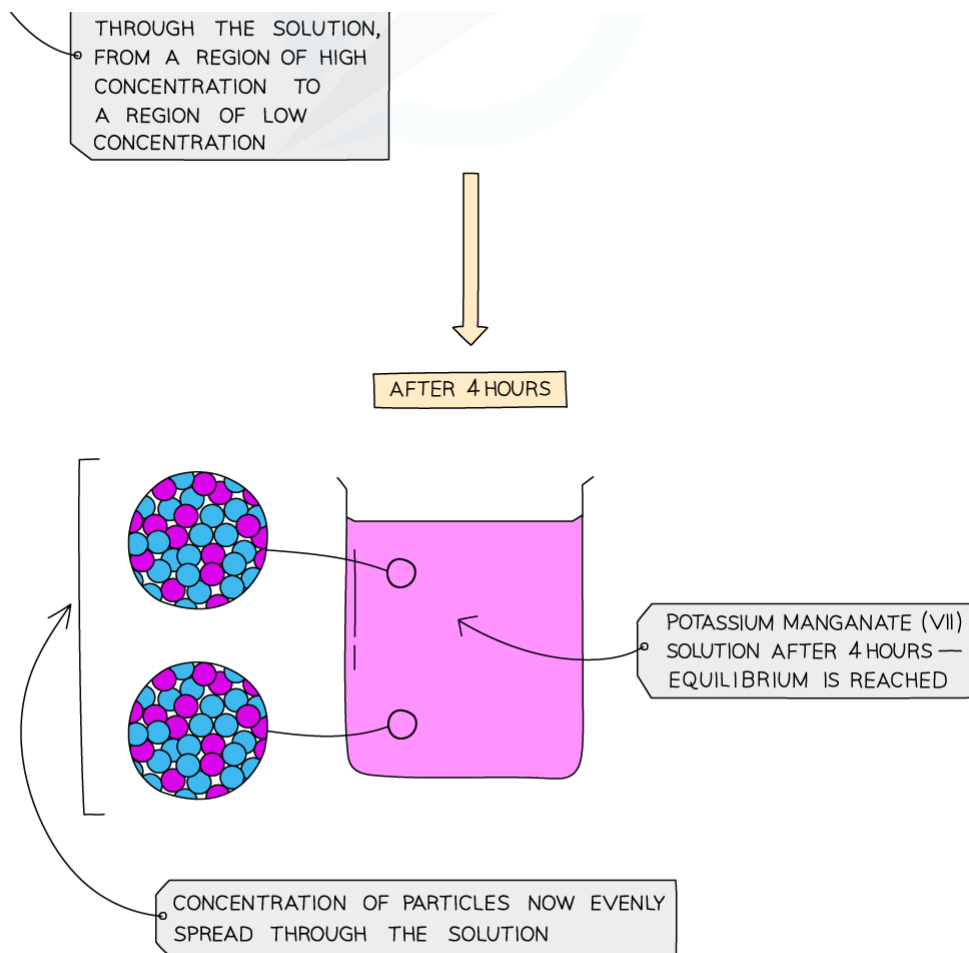 THROUGH THE SOLUTION,
FROM A REGION OF HIGH
CONCENTRATION TO
A REGION OF LOW
CONCENTRATION
AFTER 4 HOURS
POTASSIUM MANGANATE (VII)
SOLUTION AFTER 4 HOURS —
EQUILIBRIUM IS REACHED
CONCENTRATION OF PARTICLES NOW EVENLY
SPREAD THROUGH THE SOLUTION